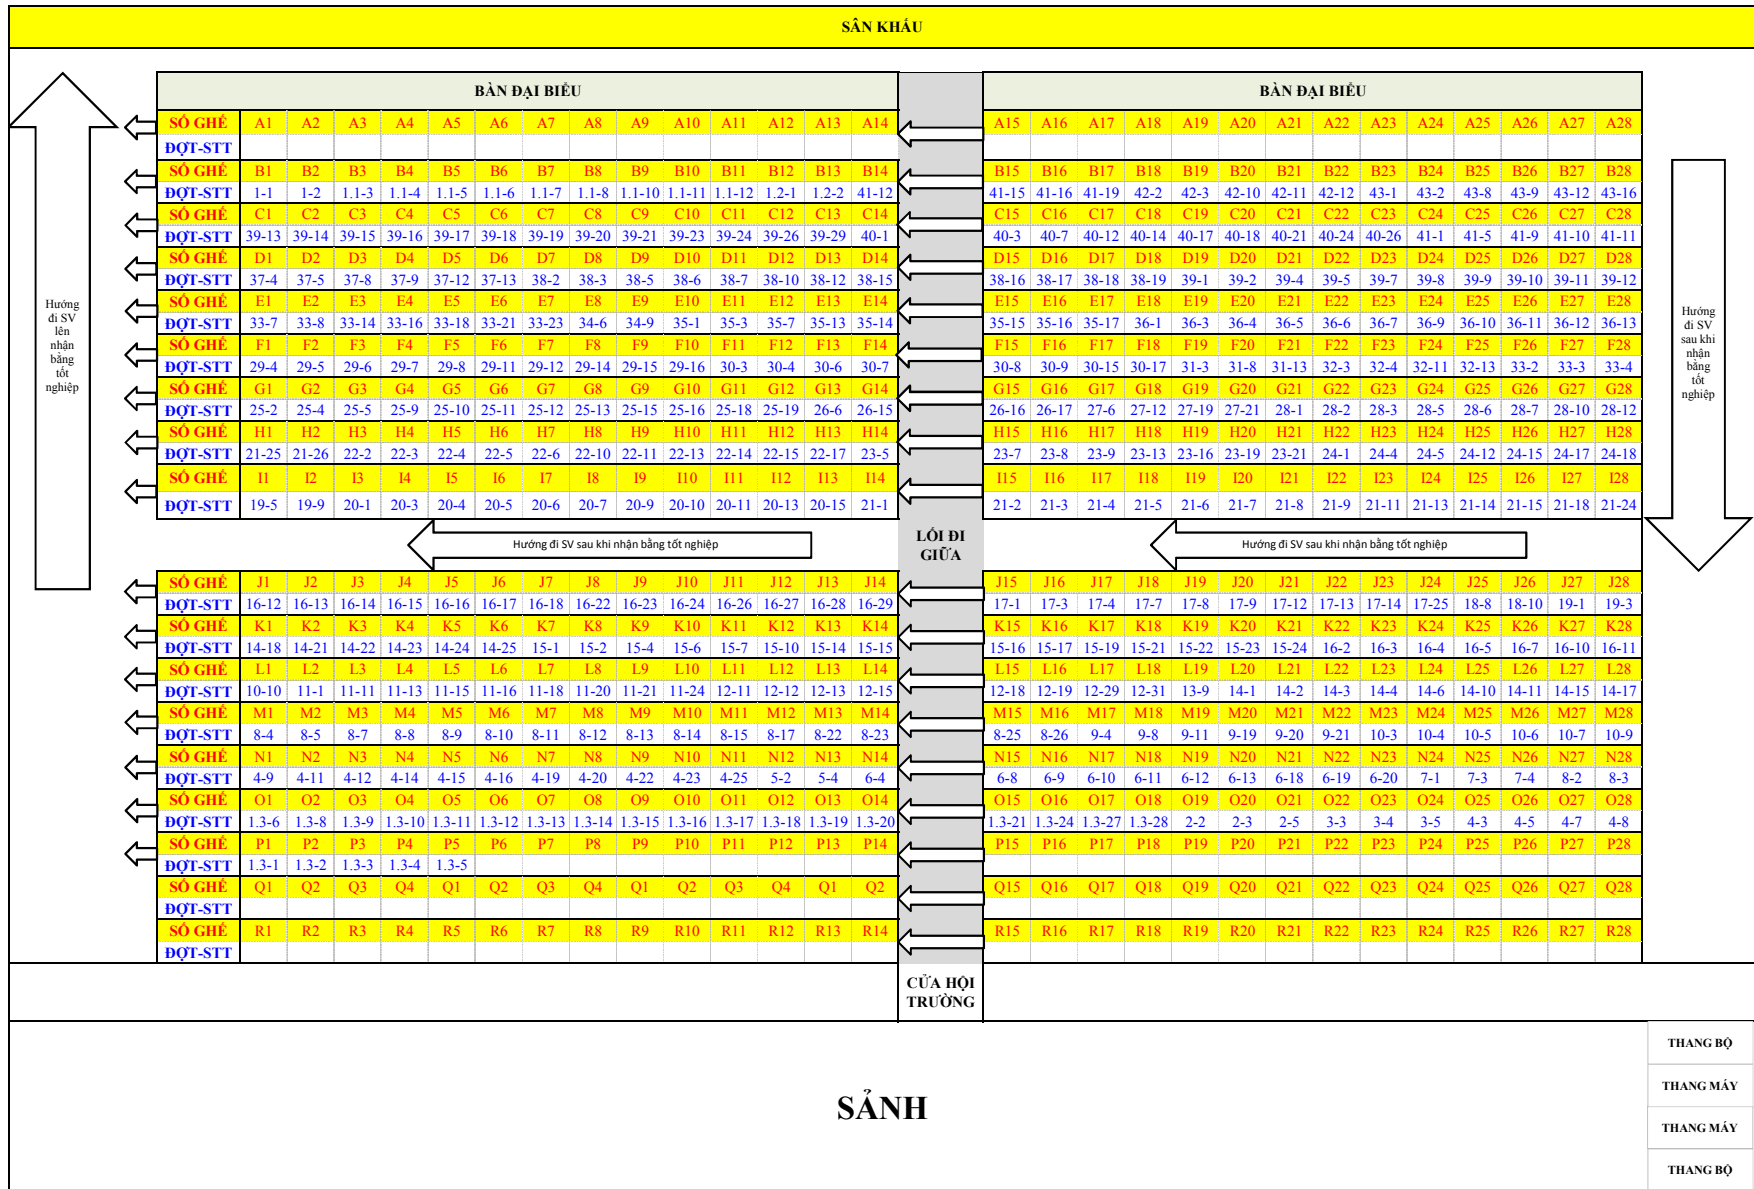 SÂN KHẤU
BÀN ĐẠI BIỂU BÀN ĐẠI BIỂU
SỐ GHẾ A1 A2 A3 A4 A5 A6 A7 A8 A9 A10 A11 A12 A13 A14 A15 A16 A17 A18 A19 A20 A21 A22 A23 A24 A25 A26 A27 A28
ĐỢT-STT
SỐ GHẾ B1 B2 B3 B4 B5 B6 B7 B8 B9 B10 B11 B12 B13 B14 B15 B16 B17 B18 B19 B20 B21 B22 B23 B24 B25 B26 B27 B28
ĐỢT-STT 1-1 1-2 1.1-3 1.1-4 1.1-5 1.1-6 1.1-7 1.1-8 1.1-10 1.1-11 1.1-12 1.2-1 1.2-2 41-12 41-15 41-16 41-19 42-2 42-3 42-10 42-11 42-12 43-1 43-2 43-8 43-9 43-12 43-16
SỐ GHẾ C1 C2 C3 C4 C5 C6 C7 C8 C9 C10 C11 C12 C13 C14 C15 C16 C17 C18 C19 C20 C21 C22 C23 C24 C25 C26 C27 C28
ĐỢT-STT 39-13 39-14 39-15 39-16 39-17 39-18 39-19 39-20 39-21 39-23 39-24 39-26 39-29 40-1 40-3 40-7 40-12 40-14 40-17 40-18 40-21 40-24 40-26 41-1 41-5 41-9 41-10 41-11
SỐ GHẾ D1 D2 D3 D4 D5 D6 D7 D8 D9 D10 D11 D12 D13 D14 D15 D16 D17 D18 D19 D20 D21 D22 D23 D24 D25 D26 D27 D28
ĐỢT-STT 37-4 37-5 37-8 37-9 37-12 37-13 38-2 38-3 38-5 38-6 38-7 38-10 38-12 38-15 38-16 38-17 38-18 38-19 39-1 39-2 39-4 39-5 39-7 39-8 39-9 39-10 39-11 39-12
SỐ GHẾ E1 E2 E3 E4 E5 E6 E7 E8 E9 E10 E11 E12 E13 E14 E15 E16 E17 E18 E19 E20 E21 E22 E23 E24 E25 E26 E27 E28
ĐỢT-STT 33-7 33-8 33-14 33-16 33-18 33-21 33-23 34-6 34-9 35-1 35-3 35-7 35-13 35-14 35-15 35-16 35-17 36-1 36-3 36-4 36-5 36-6 36-7 36-9 36-10 36-11 36-12 36-13
SỐ GHẾ F1 F2 F3 F4 F5 F6 F7 F8 F9 F10 F11 F12 F13 F14 F15 F16 F17 F18 F19 F20 F21 F22 F23 F24 F25 F26 F27 F28
ĐỢT-STT 29-4 29-5 29-6 29-7 29-8 29-11 29-12 29-14 29-15 29-16 30-3 30-4 30-6 30-7 30-8 30-9 30-15 30-17 31-3 31-8 31-13 32-3 32-4 32-11 32-13 33-2 33-3 33-4
SỐ GHẾ G1 G2 G3 G4 G5 G6 G7 G8 G9 G10 G11 G12 G13 G14 G15 G16 G17 G18 G19 G20 G21 G22 G23 G24 G25 G26 G27 G28
ĐỢT-STT 25-2 25-4 25-5 25-9 25-10 25-11 25-12 25-13 25-15 25-16 25-18 25-19 26-6 26-15 26-16 26-17 27-6 27-12 27-19 27-21 28-1 28-2 28-3 28-5 28-6 28-7 28-10 28-12
SỐ GHẾ H1 H2 H3 H4 H5 H6 H7 H8 H9 H10 H11 H12 H13 H14 H15 H16 H17 H18 H19 H20 H21 H22 H23 H24 H25 H26 H27 H28
ĐỢT-STT 21-25 21-26 22-2 22-3 22-4 22-5 22-6 22-10 22-11 22-13 22-14 22-15 22-17 23-5 23-7 23-8 23-9 23-13 23-16 23-19 23-21 24-1 24-4 24-5 24-12 24-15 24-17 24-18
SỐ GHẾ I1 I2 I3 I4 I5 I6 I7 I8 I9 I10 I11 I12 I13 I14 I15 I16 I17 I18 I19 I20 I21 I22 I23 I24 I25 I26 I27 I28
ĐỢT-STT 19-5 19-9 20-1 20-3 20-4 20-5 20-6 20-7 20-9 20-10 20-11 20-13 20-15 21-1 21-2 21-3 21-4 21-5 21-6 21-7 21-8 21-9 21-11 21-13 21-14 21-15 21-18 21-24
Hướng
đi SV
lên
nhận
bằng
tốt
nghiệp
Hướng
đi SV
sau khi
nhận
bằng
tốt
nghiệp
Hướng đi SV sau khi nhận bằng tốt nghiệp
LỐI ĐI
GIỮA
Hướng đi SV sau khi nhận bằng tốt nghiệp
SỐ GHẾ J1 J2 J3 J4 J5 J6 J7 J8 J9 J10 J11 J12 J13 J14 J15 J16 J17 J18 J19 J20 J21 J22 J23 J24 J25 J26 J27 J28
ĐỢT-STT 16-12 16-13 16-14 16-15 16-16 16-17 16-18 16-22 16-23 16-24 16-26 16-27 16-28 16-29 17-1 17-3 17-4 17-7 17-8 17-9 17-12 17-13 17-14 17-25 18-8 18-10 19-1 19-3
SỐ GHẾ K1 K2 K3 K4 K5 K6 K7 K8 K9 K10 K11 K12 K13 K14 K15 K16 K17 K18 K19 K20 K21 K22 K23 K24 K25 K26 K27 K28
ĐỢT-STT 14-18 14-21 14-22 14-23 14-24 14-25 15-1 15-2 15-4 15-6 15-7 15-10 15-14 15-15 15-16 15-17 15-19 15-21 15-22 15-23 15-24 16-2 16-3 16-4 16-5 16-7 16-10 16-11
SỐ GHẾ L1 L2 L3 L4 L5 L6 L7 L8 L9 L10 L11 L12 L13 L14 L15 L16 L17 L18 L19 L20 L21 L22 L23 L24 L25 L26 L27 L28
ĐỢT-STT 10-10 11-1 11-11 11-13 11-15 11-16 11-18 11-20 11-21 11-24 12-11 12-12 12-13 12-15 12-18 12-19 12-29 12-31 13-9 14-1 14-2 14-3 14-4 14-6 14-10 14-11 14-15 14-17
SỐ GHẾ M1 M2 M3 M4 M5 M6 M7 M8 M9 M10 M11 M12 M13 M14 M15 M16 M17 M18 M19 M20 M21 M22 M23 M24 M25 M26 M27 M28
ĐỢT-STT 8-4 8-5 8-7 8-8 8-9 8-10 8-11 8-12 8-13 8-14 8-15 8-17 8-22 8-23 8-25 8-26 9-4 9-8 9-11 9-19 9-20 9-21 10-3 10-4 10-5 10-6 10-7 10-9
SỐ GHẾ N1 N2 N3 N4 N5 N6 N7 N8 N9 N10 N11 N12 N13 N14 N15 N16 N17 N18 N19 N20 N21 N22 N23 N24 N25 N26 N27 N28
ĐỢT-STT 4-9 4-11 4-12 4-14 4-15 4-16 4-19 4-20 4-22 4-23 4-25 5-2 5-4 6-4 6-8 6-9 6-10 6-11 6-12 6-13 6-18 6-19 6-20 7-1 7-3 7-4 8-2 8-3
SỐ GHẾ O1 O2 O3 O4 O5 O6 O7 O8 O9 O10 O11 O12 O13 O14 O15 O16 O17 O18 O19 O20 O21 O22 O23 O24 O25 O26 O27 O28
ĐỢT-STT 1.3-6 1.3-8 1.3-9 1.3-10 1.3-11 1.3-12 1.3-13 1.3-14 1.3-15 1.3-16 1.3-17 1.3-18 1.3-19 1.3-20 1.3-21 1.3-24 1.3-27 1.3-28 2-2 2-3 2-5 3-3 3-4 3-5 4-3 4-5 4-7 4-8
SỐ GHẾ P1 P2 P3 P4 P5 P6 P7 P8 P9 P10 P11 P12 P13 P14 P15 P16 P17 P18 P19 P20 P21 P22 P23 P24 P25 P26 P27 P28
ĐỢT-STT 1.3-1 1.3-2 1.3-3 1.3-4 1.3-5
SỐ GHẾ Q1 Q2 Q3 Q4 Q1 Q2 Q3 Q4 Q1 Q2 Q3 Q4 Q1 Q2 Q15 Q16 Q17 Q18 Q19 Q20 Q21 Q22 Q23 Q24 Q25 Q26 Q27 Q28
ĐỢT-STT
SỐ GHẾ R1 R2 R3 R4 R5 R6 R7 R8 R9 R10 R11 R12 R13 R14 R15 R16 R17 R18 R19 R20 R21 R22 R23 R24 R25 R26 R27 R28
ĐỢT-STT
CỬA HỘI
TRƯỜNG
SẢNH
THANG BỘ
THANG MÁY
THANG MÁY
THANG BỘ